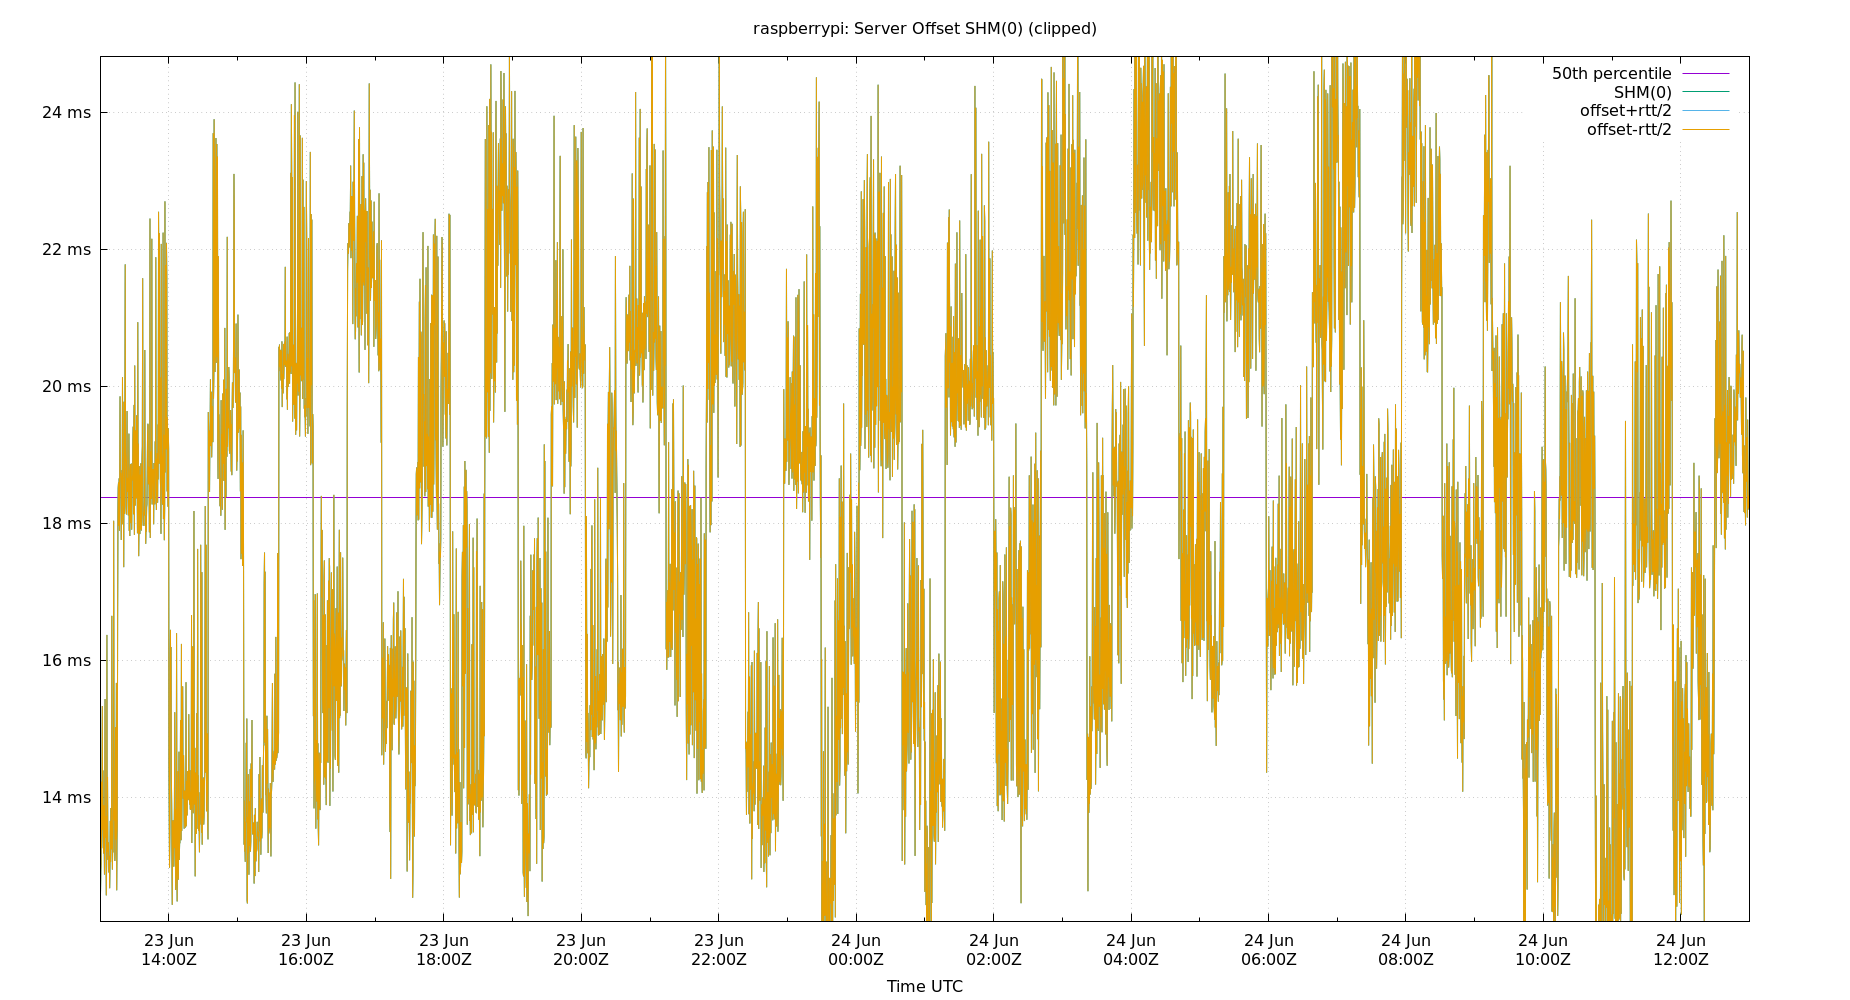 raspberrypi: Server Offset SHM(0) (clipped)
50th percentile
SHM(0)
offset+rtt/2
offset-rtt/2
24 ms
22 ms
20 ms
18 ms
16 ms
14 ms
23 Jun 23 Jun 23 Jun 23 Jun 23 Jun 24 Jun 24 Jun 24 Jun 24 Jun 24 Jun 24 Jun 24 Jun
14:00Z 16:00Z 18:00Z 20:00Z 22:00Z 00:00Z 02:00Z 04:00Z 06:00Z 08:00Z 10:00Z 12:00Z
Time UTC